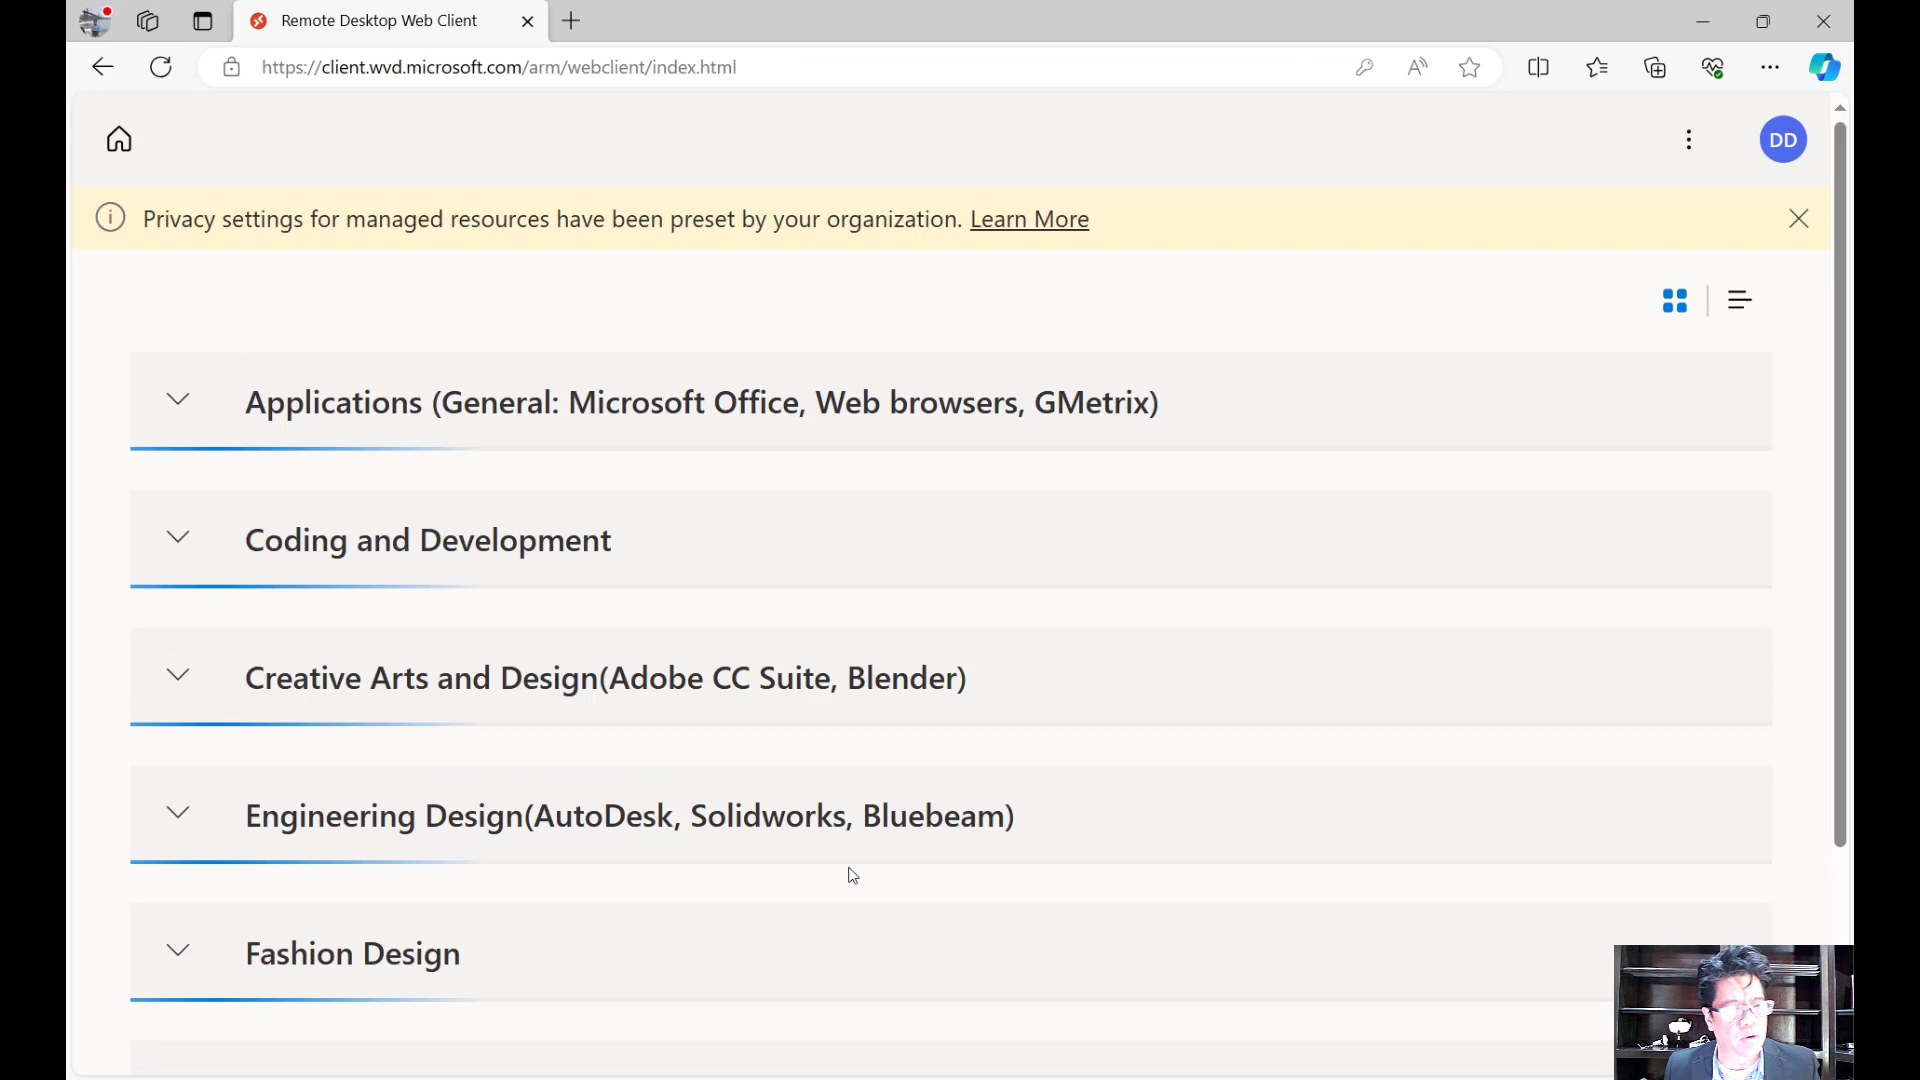 Remote Desktop Web Client
https://client.wvd.microsoft.com/arm/webclient/index.html
DD
Privacy settings for managed resources have been preset by your organization. Learn More
Applications (General: Microsoft Office, Web browsers, GMetrix)
Coding and Development
Creative Arts and Design(Adobe CC Suite, Blender)
Engineering Design(AutoDesk, Solidworks, Bluebeam)
Fashion Design